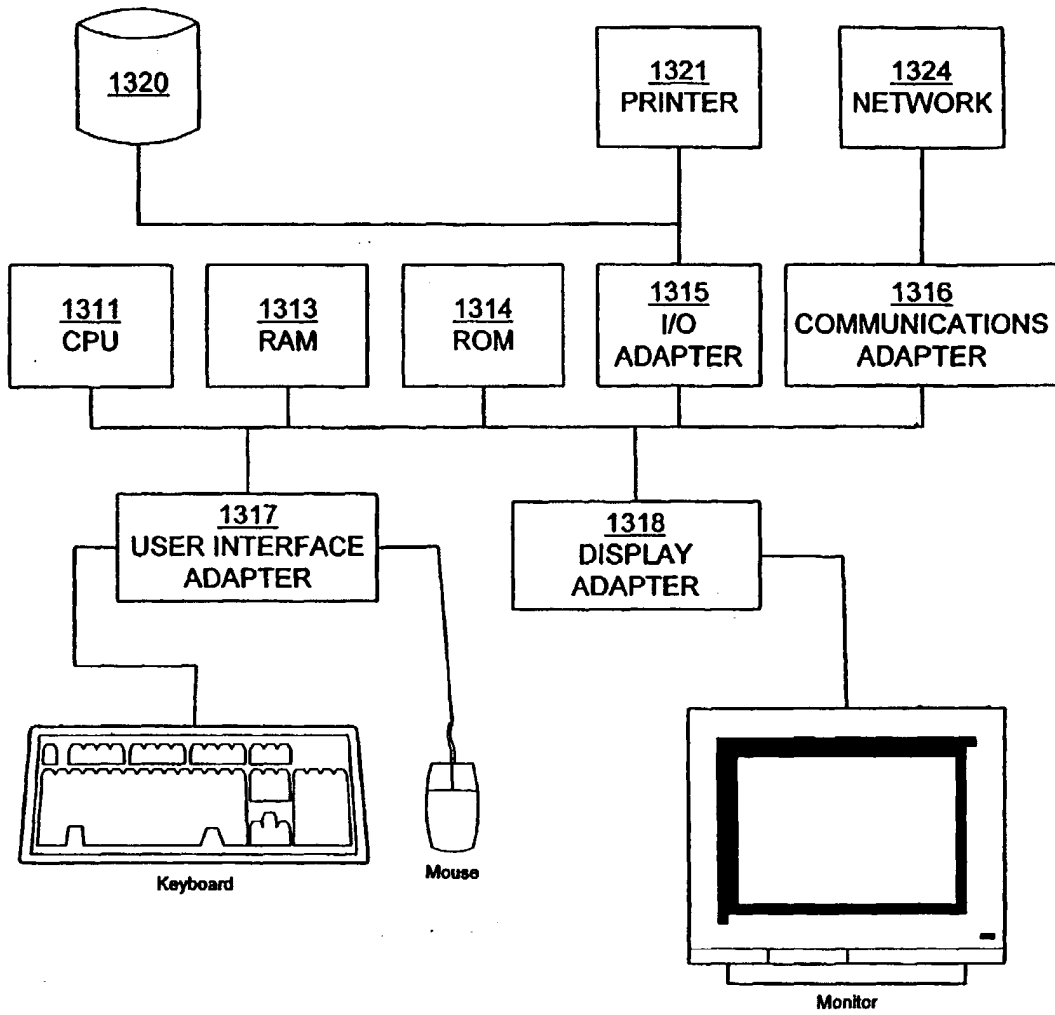 1320
1321
PRINTER
1324
NETWORK
1311
CPU
1313
RAM
1314
ROM
1315
I/O
ADAPTER
1316
COMMUNICATIONS
ADAPTER
1317
USER INTERFACE
ADAPTER
1318
DISPLAY
ADAPTER
Keyboard
Mouse
Monitor